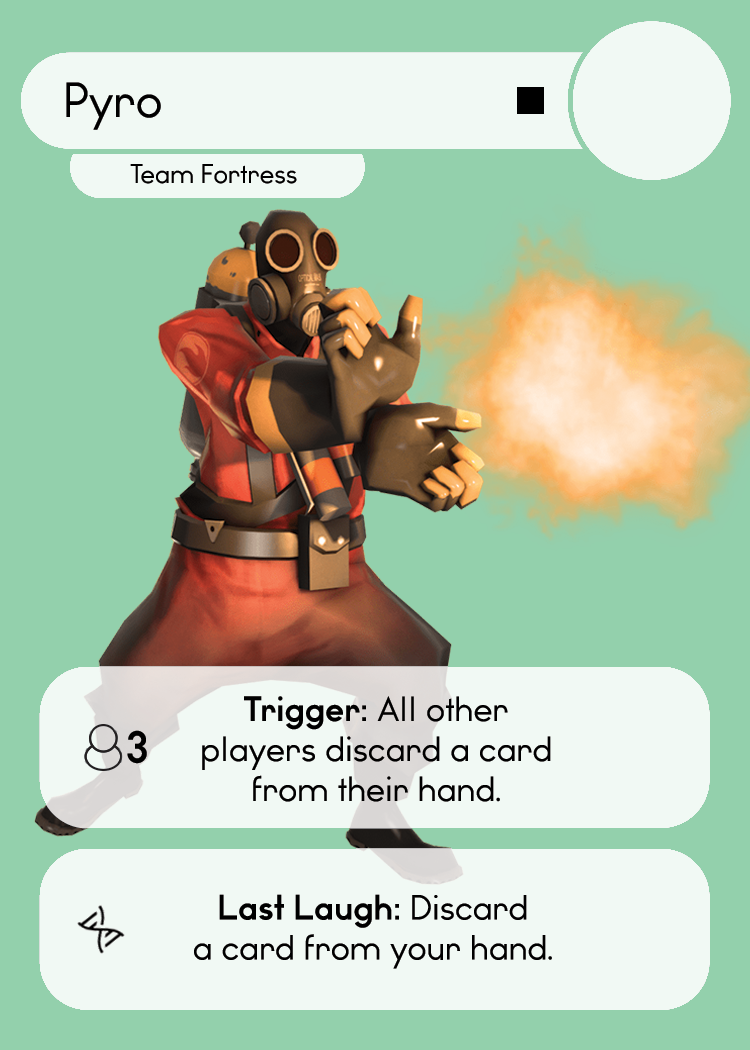 Pyro
Team Fortress
Trigger: All other
players discard a card
from their hand.
3
Last Laugh: Discard
a card from your hand.